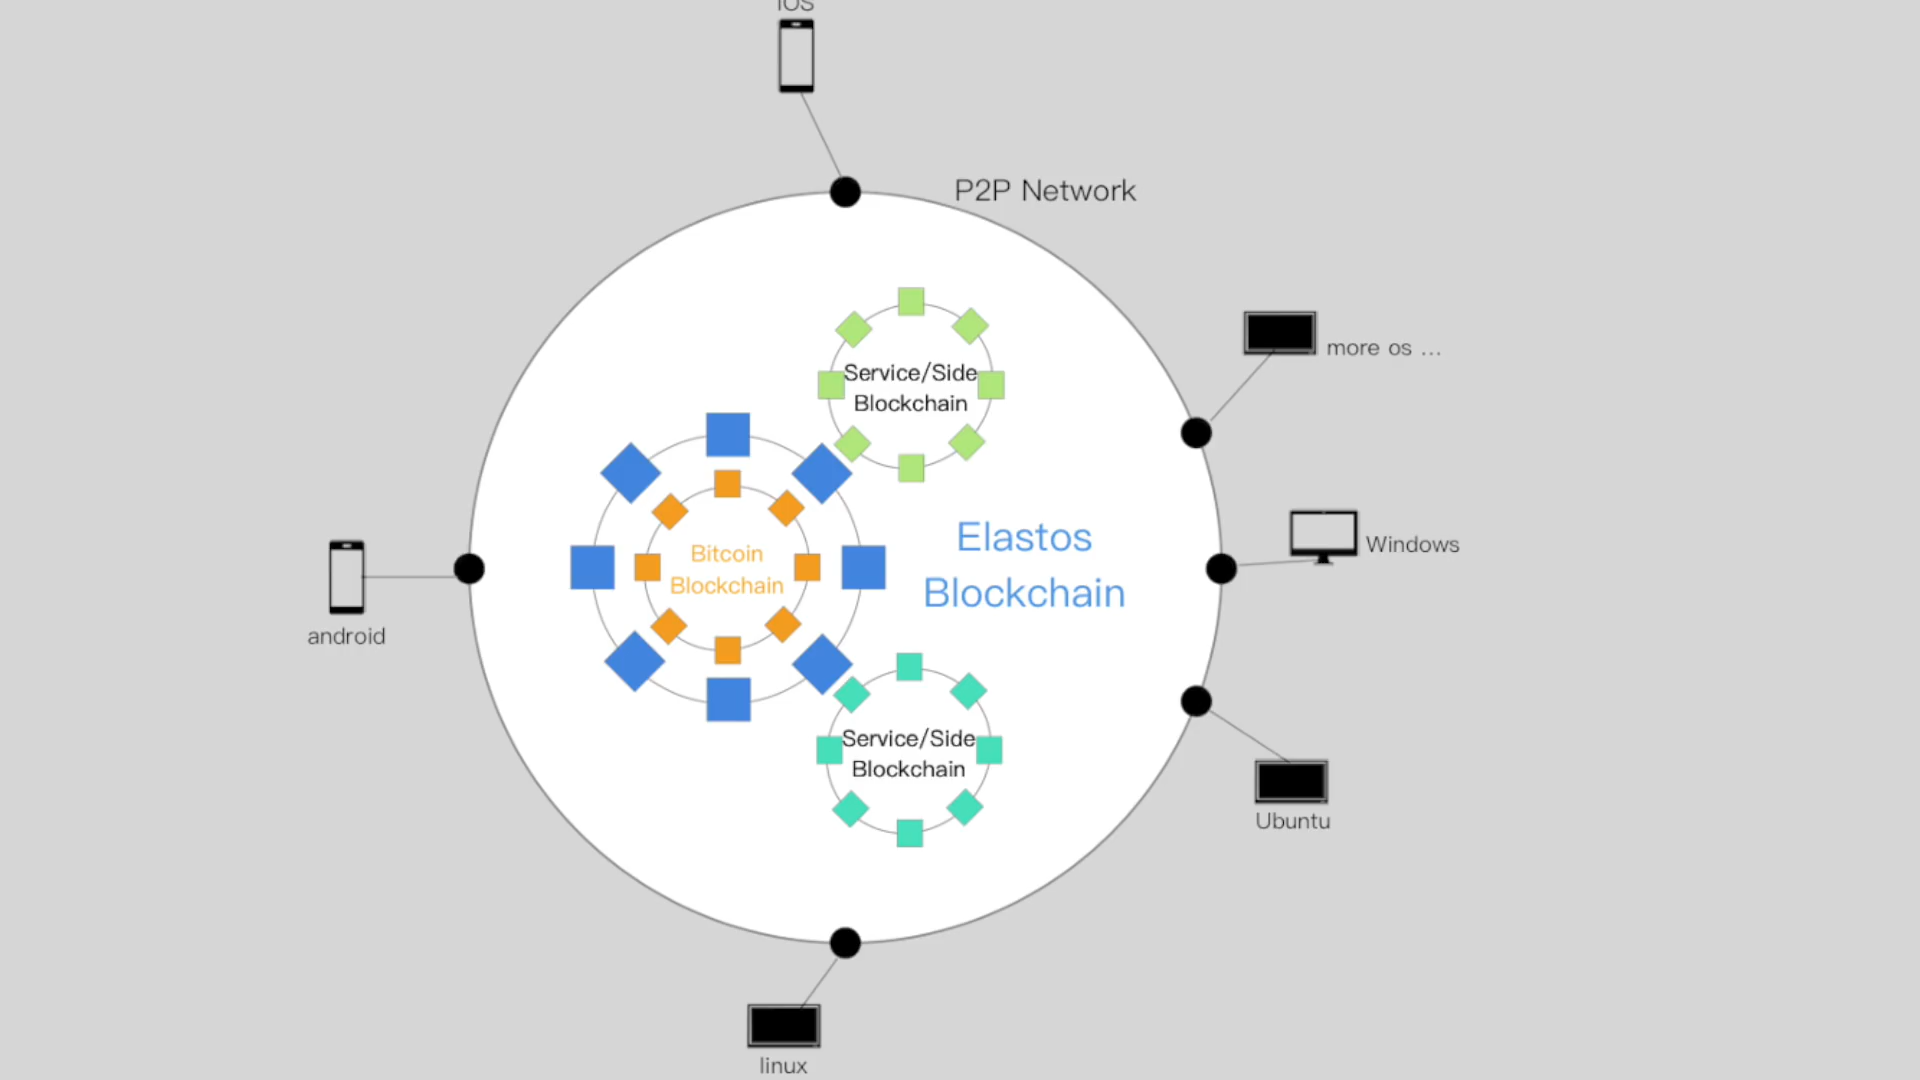 iOS
P2P Network
more os ...
Service/Side
Blockchain
Elastos
Blockchain
Bitcoin
Blockchain
Windows
android
Service/Side
Blockchain
Ubuntu
linux